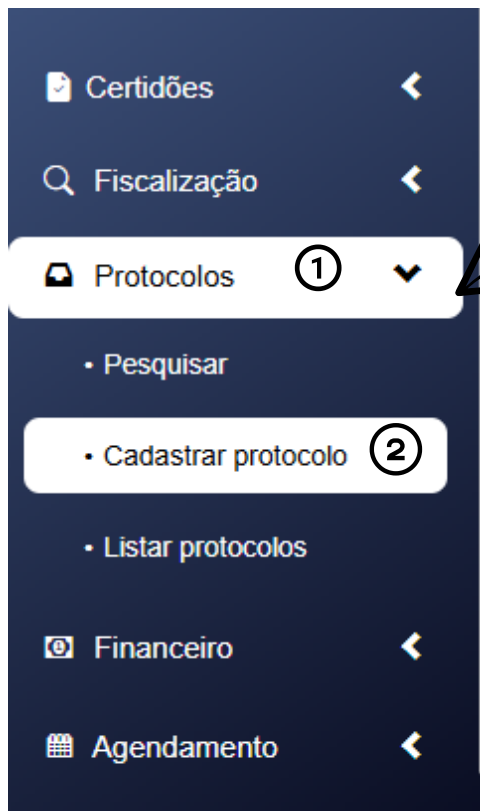 Certidões
Fiscalização
Protocolos 1
• Pesquisar
• Cadastrar protocolo 2
• Listar protocolos
Financeiro
Agendamento